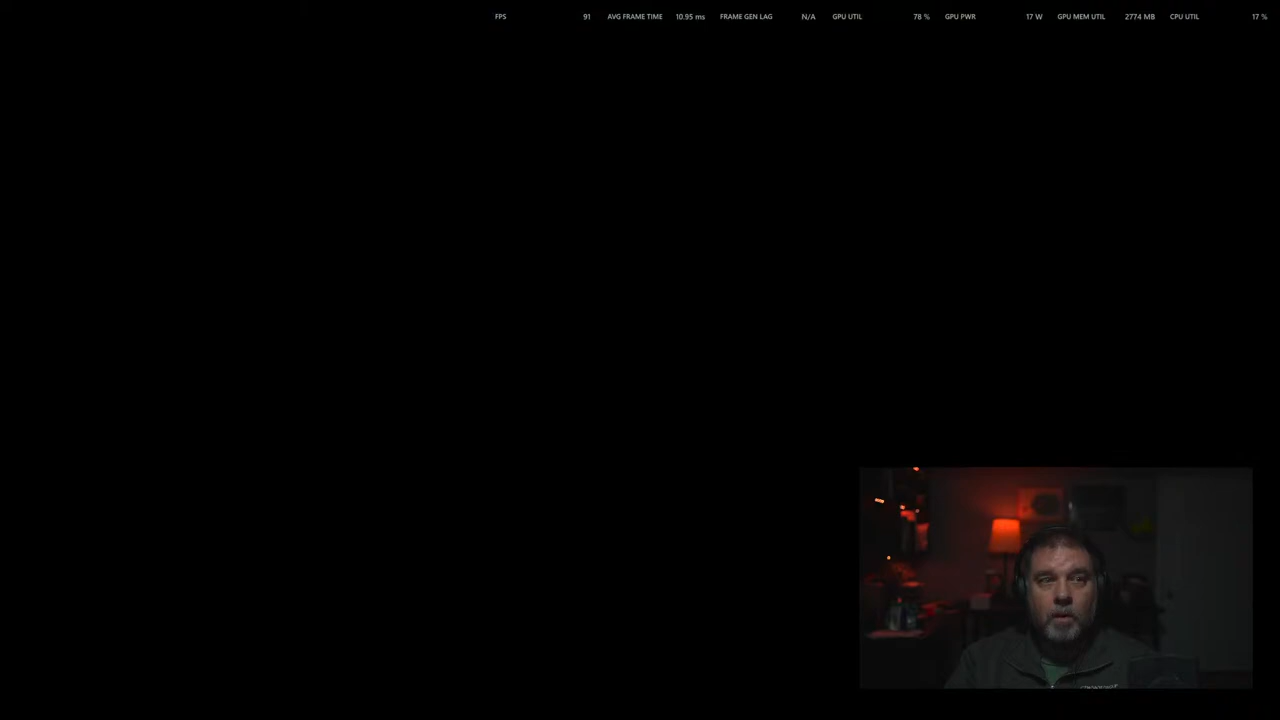 FPS 91 AVG FRAME TIME 10.95 ms FRAME GEN LAG N/A GPU UTIL 78 % GPU PWR 17 W GPU MEM UTIL 2774 MB CPU UTIL 17 %